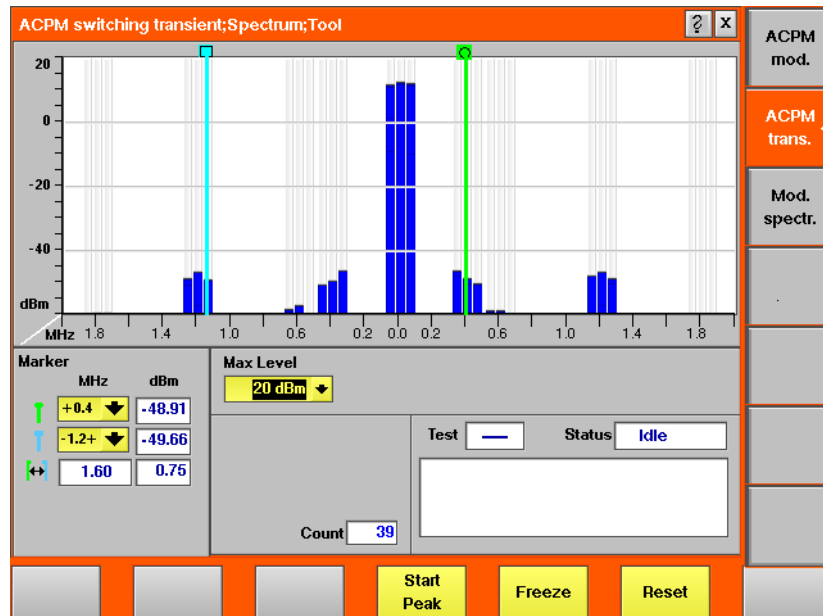 ACPM switching transient;Spectrum;Tool
? x
ACPM
mod.
ACPM
trans.
Mod.
spectr.
20
0
-20
-40
dBm
MHz 1.8 1.4 1.0 0.6 0.2 0.0 0.2 0.6 1.0 1.4 1.8
Marker
MHz dBm
+0.4 -48.91
-1.2+ -49.66
1.60 0.75
Max Level
20 dBm
Test — Status Idle
Count 39
Start
Peak
Freeze
Reset